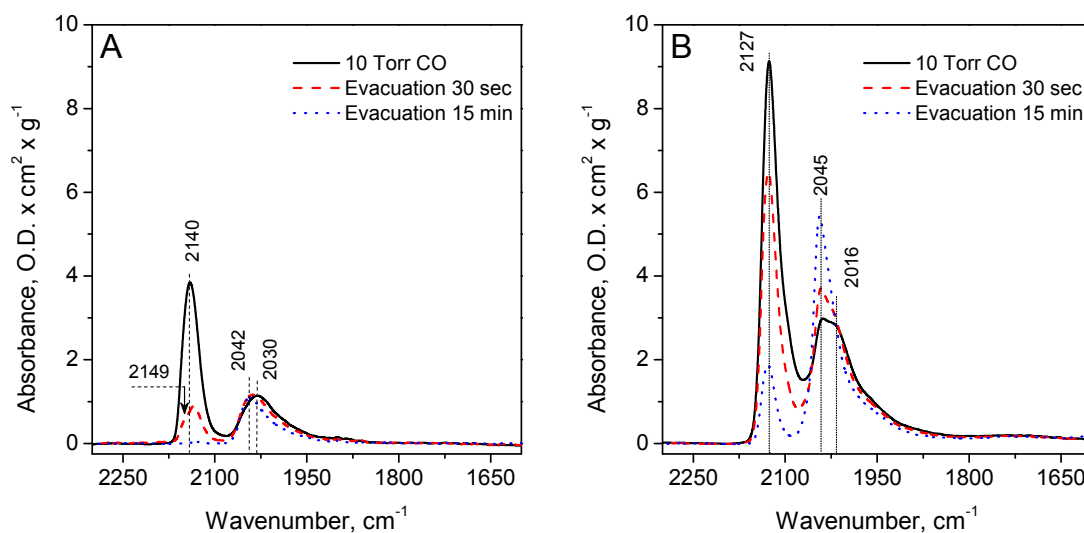 A
10 Torr CO
Evacuation 30 sec
Evacuation 15 min
2140
2149
2042
2030
10
8
6
4
2
0
2250 2100 1950 1800 1650
Absorbance, O.D. x cm² x g⁻¹
Wavenumber, cm⁻¹
B
2127
10 Torr CO
Evacuation 30 sec
Evacuation 15 min
2045
2016
10
8
6
4
2
0
2250 2100 1950 1800 1650
Absorbance, O.D. x cm² x g⁻¹
Wavenumber, cm⁻¹